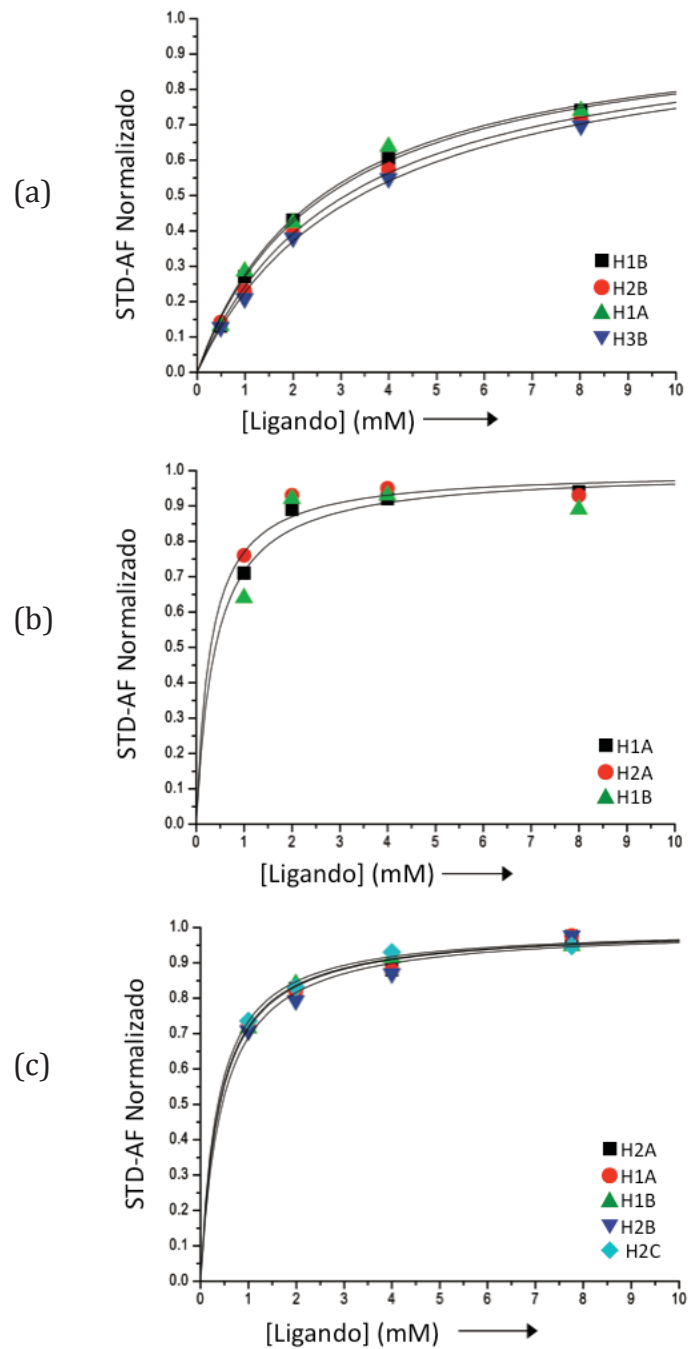 (a)
STD-AF Normalizado
1.0
0.9
0.8
0.7
0.6
0.5
0.4
0.3
0.2
0.1
0.0
0 1 2 3 4 5 6 7 8 9 10
[Ligando] (mM)
H1B
H2B
H1A
H3B
(b)
STD-AF Normalizado
1.0
0.9
0.8
0.7
0.6
0.5
0.4
0.3
0.2
0.1
0.0
0 1 2 3 4 5 6 7 8 9 10
[Ligando] (mM)
H1A
H2A
H1B
(c)
STD-AF Normalizado
1.0
0.9
0.8
0.7
0.6
0.5
0.4
0.3
0.2
0.1
0.0
0 1 2 3 4 5 6 7 8 9 10
[Ligando] (mM)
H2A
H1A
H1B
H2B
H2C